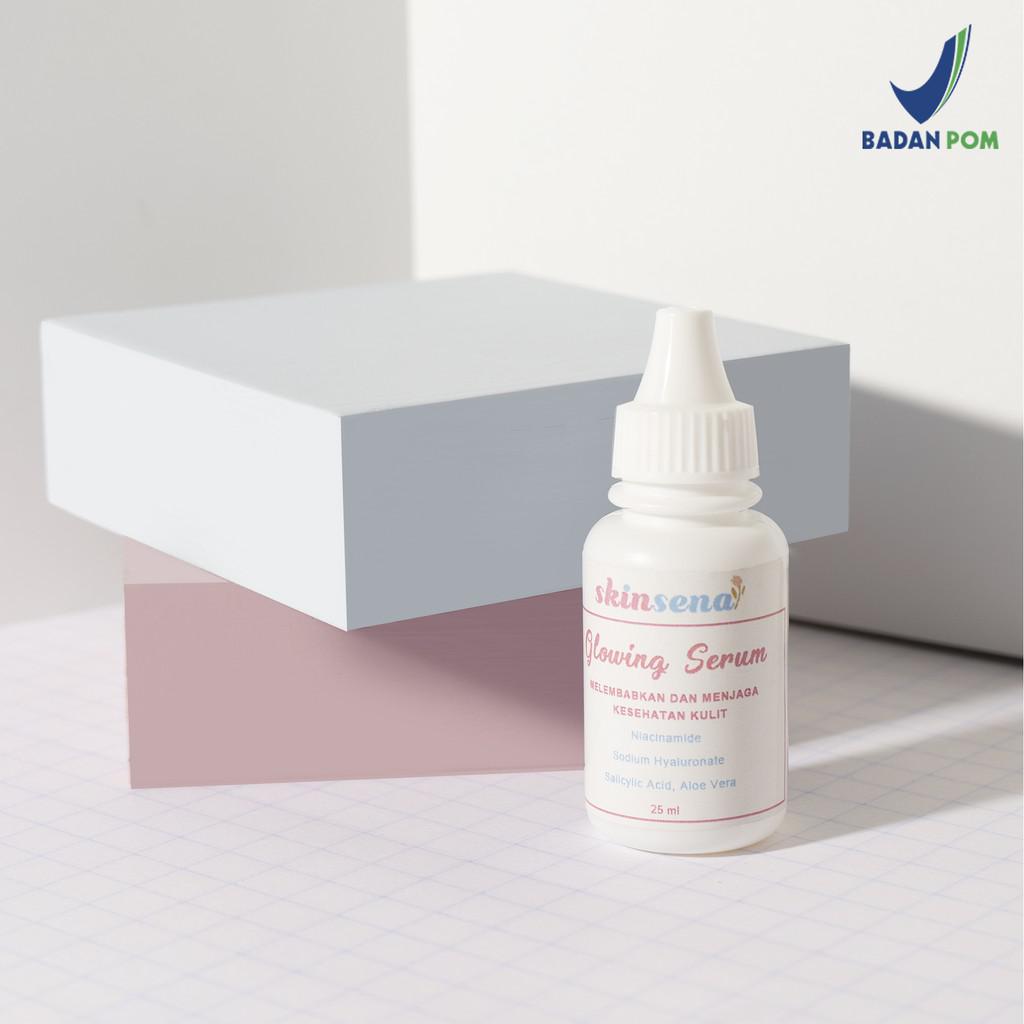 BADAN POM
skinsena
Glowing Serum
MELEMBABKAN DAN MENJAGA
KESEHATAN KULIT
Niacinamide
Sodium Hyaluronate
Salicylic Acid, Aloe Vera
25 ml